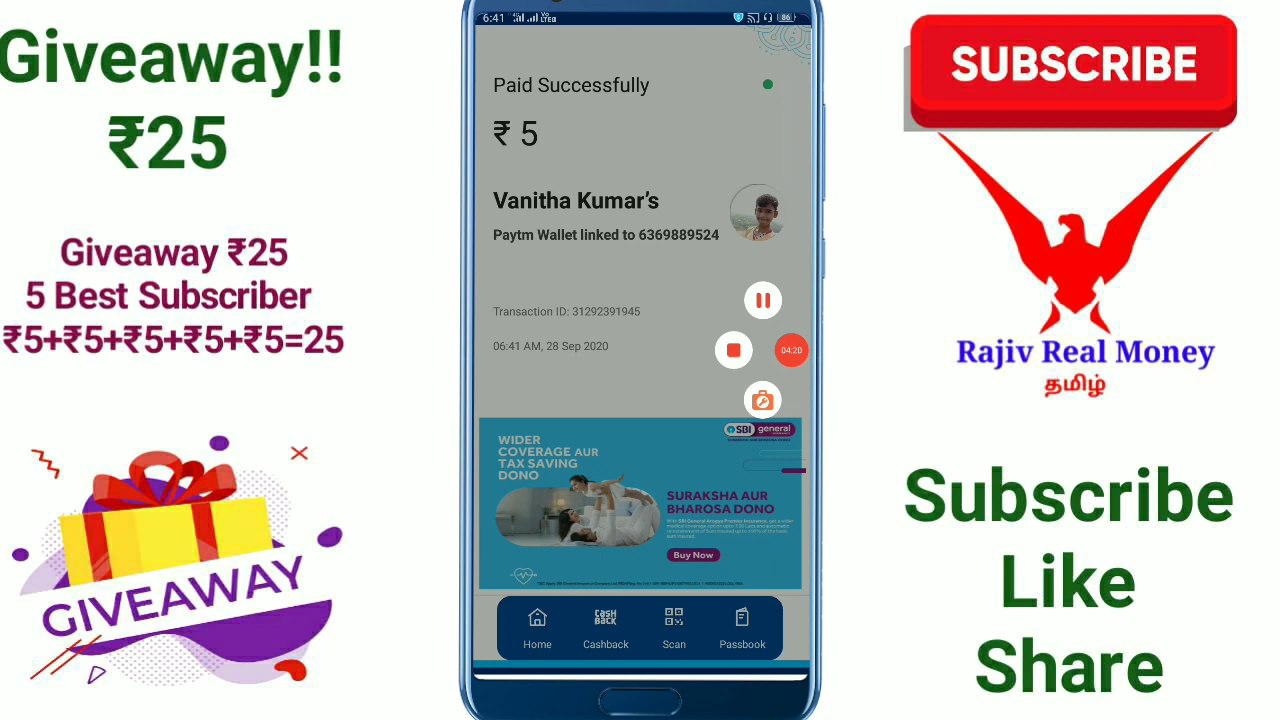 Giveaway!!
₹25
Giveaway ₹25
5 Best Subscriber
₹5+₹5+₹5+₹5+₹5=25
GIVEAWAY
6:41
86
Paid Successfully
₹ 5
Vanitha Kumar's
Paytm Wallet linked to 6369889524
Transaction ID: 31292391945
06:41 AM, 28 Sep 2020
04:20
SBI general
WIDER
COVERAGE AUR
TAX SAVING
DONO
SURAKSHA AUR
BHAROSA DONO
Buy Now
CASH
BACK
Home
Cashback
Scan
Passbook
SUBSCRIBE
Rajiv Real Money
தமிழ்
Subscribe
Like
Share